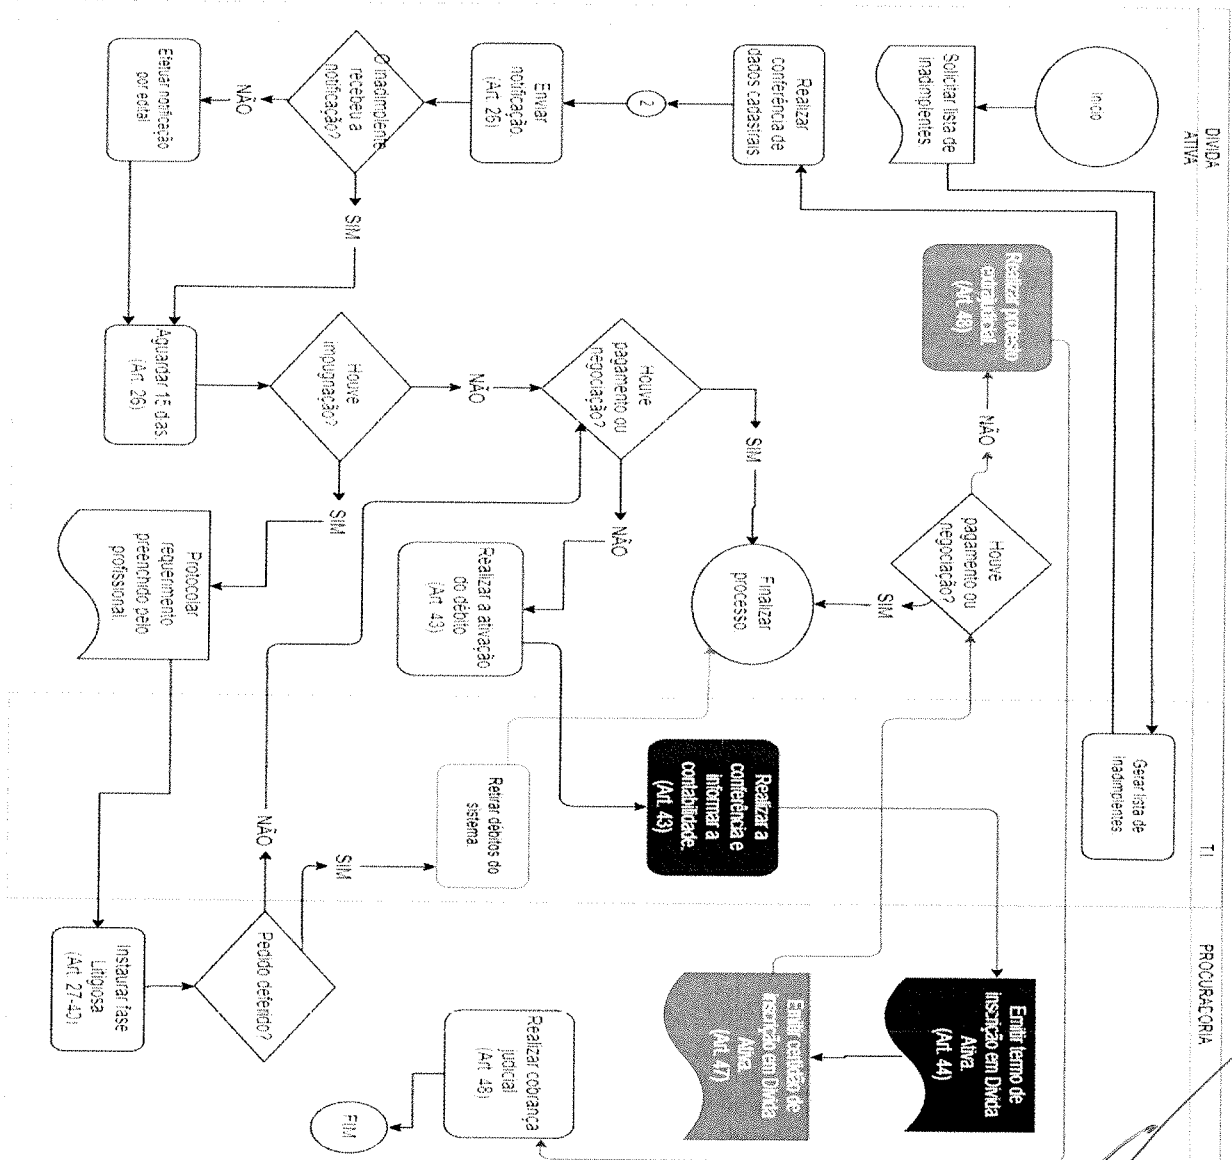 DIVIDA
ATIVA
TI
PROCURADORIA
Início
Solicitar lista de
inadimplentes.
Gerar lista de
inadimplentes.
Realizar
conferência de
dados cadastrais
2
Enviar
notificação
(Art. 26)
O inadimplente
recebeu a
notificação?
NÃO
SIM
Efetuar notificação
por edital
Aguardar 15 dias.
(Art. 26)
Houve
impugnação?
NÃO
SIM
Protocolar
requerimento
preenchido pelo
profissional.
Instaurar fase
Litigiosa
(Art. 27-40)
Pedido deferido?
NÃO
SIM
Retirar débitos do
sistema.
Houve
pagamento ou
negociação?
SIM
NÃO
Finalizar
processo
Realizar a ativação
do débito
(Art. 43)
Realizar a
conferência e
informar a
contabilidade.
(Art. 43)
Emitir termo de
inscrição em Divida
Ativa
(Art. 44)
Emitir certidão de
inscrição em Divida
Ativa
(Art. 47)
Houve
pagamento ou
negociação?
SIM
NÃO
Realizar protesto
(Art. 48)
Realizar cobrança
judicial
(Art. 48)
FIM